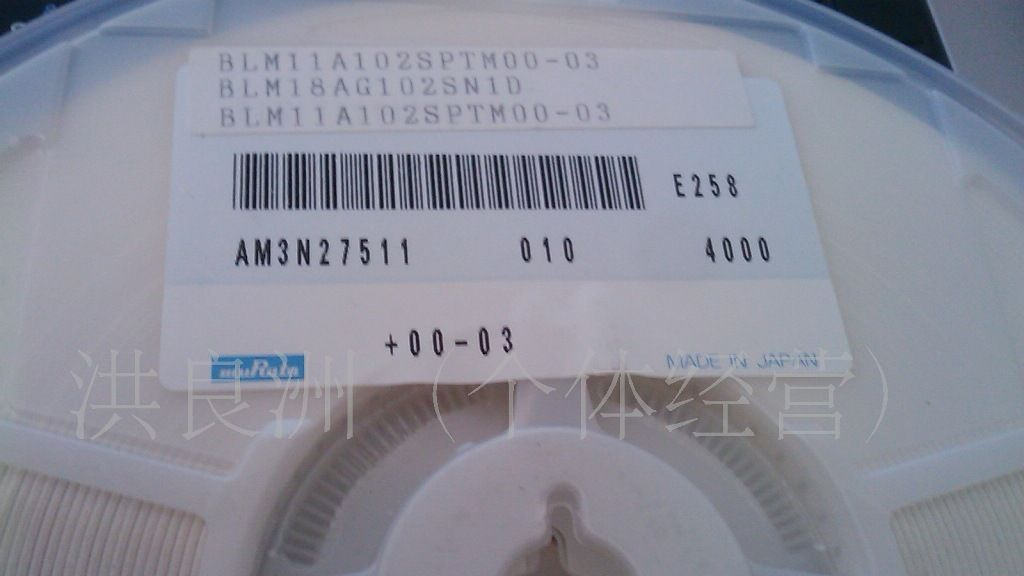 BLM11A102SPTM00-03
BLM18AG102SN1D
BLM11A102SPTM00-03
E258
AM3N27511 010 4000
+00-03
muRata MADE IN JAPAN
洪良洲（个体经营）